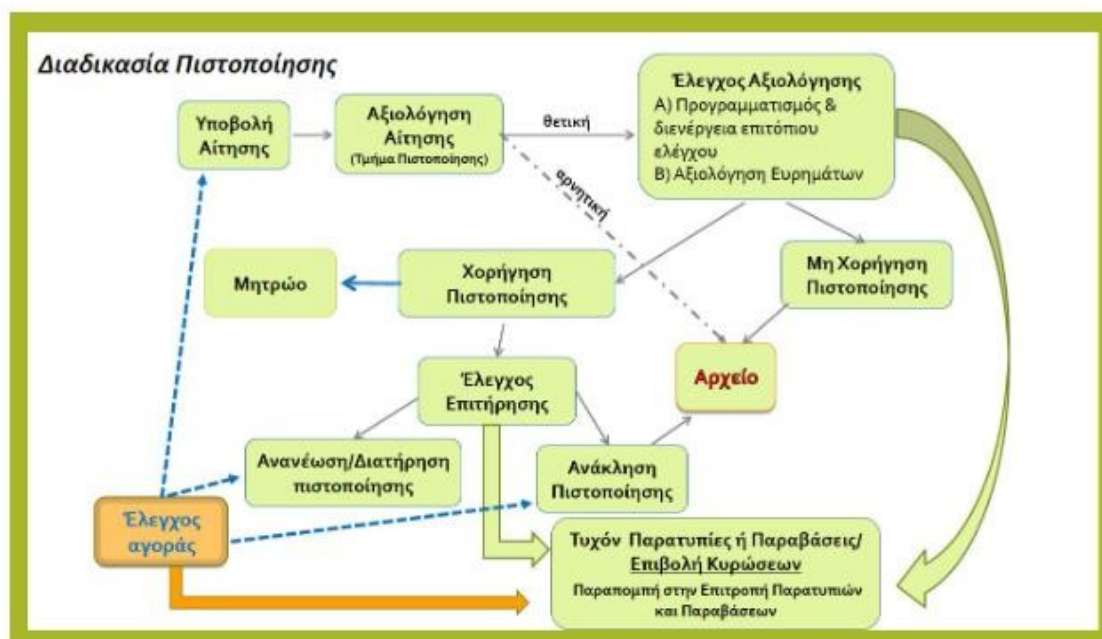 Διαδικασία Πιστοποίησης
Υποβολή
Αίτησης
Αξιολόγηση
Αίτησης
(Τμήμα Πιστοποίησης)
θετική
αρνητική
Έλεγχος Αξιολόγησης
Α) Προγραμματισμός &
διενέργεια επιτόπιου
ελέγχου
Β) Αξιολόγηση Ευρημάτων
Μητρώο
Χορήγηση
Πιστοποίησης
Μη Χορήγηση
Πιστοποίησης
Έλεγχος
Επιτήρησης
Αρχείο
Ανανέωση/Διατήρηση
πιστοποίησης
Ανάκληση
Πιστοποίησης
Έλεγχος
αγοράς
Τυχόν Παρατυπίες ή Παραβάσεις/
Επιβολή Κυρώσεων
Παραπομπή στην Επιτροπή Παρατυπιών
και Παραβάσεων